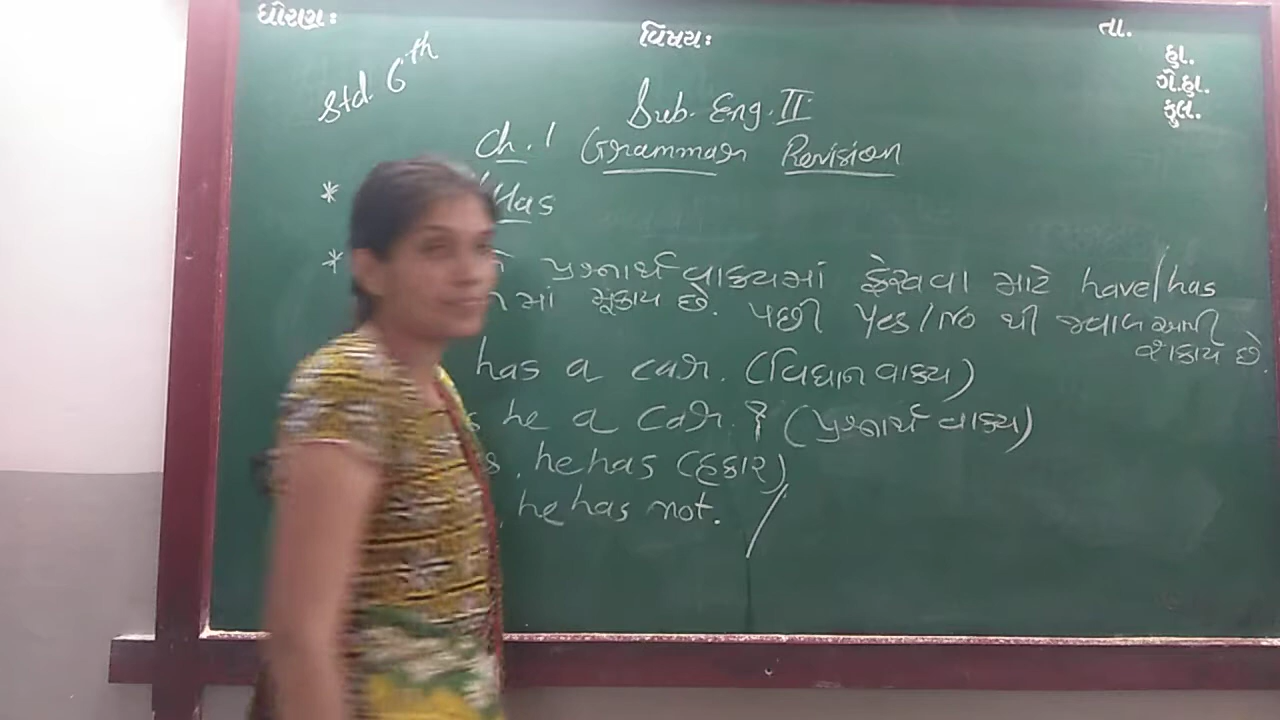 ધોરણઃ વિષયઃ તા.
હા.
ગૈ.હા.
કુલ.
Std. 6th
Sub. Eng. II
Ch. 1 Grammar Revision
* /Has
* પ્રશ્નાર્થ વાક્યમાં ફેરવવા માટે have/has
માં મૂકાય છે. પછી Yes/No થી જવાબ આપી
શકાય છે.
has a car. (વિધાન વાક્ય)
he a car. ? (પ્રશ્નાર્થ વાક્ય)
, he has (હકાર)
, he has not. /